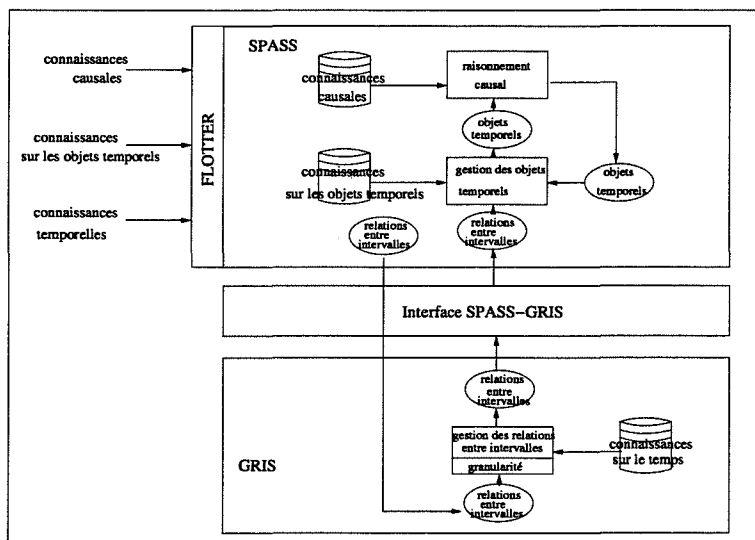 SPASS
connaissances
causales
connaissances
sur les objets temporels
connaissances
temporelles
FLOTTER
connaissances
causales
raisonnement
causal
objets
temporels
connaissances
sur les objets temporels
gestion des objets
temporels
objets
temporels
relations
entre
intervalles
relations
entre
intervalles
Interface SPASS-GRIS
relations
entre
intervalles
gestion des relations
entre intervalles
granularité
connaissances
sur le temps
GRIS
relations
entre
intervalles